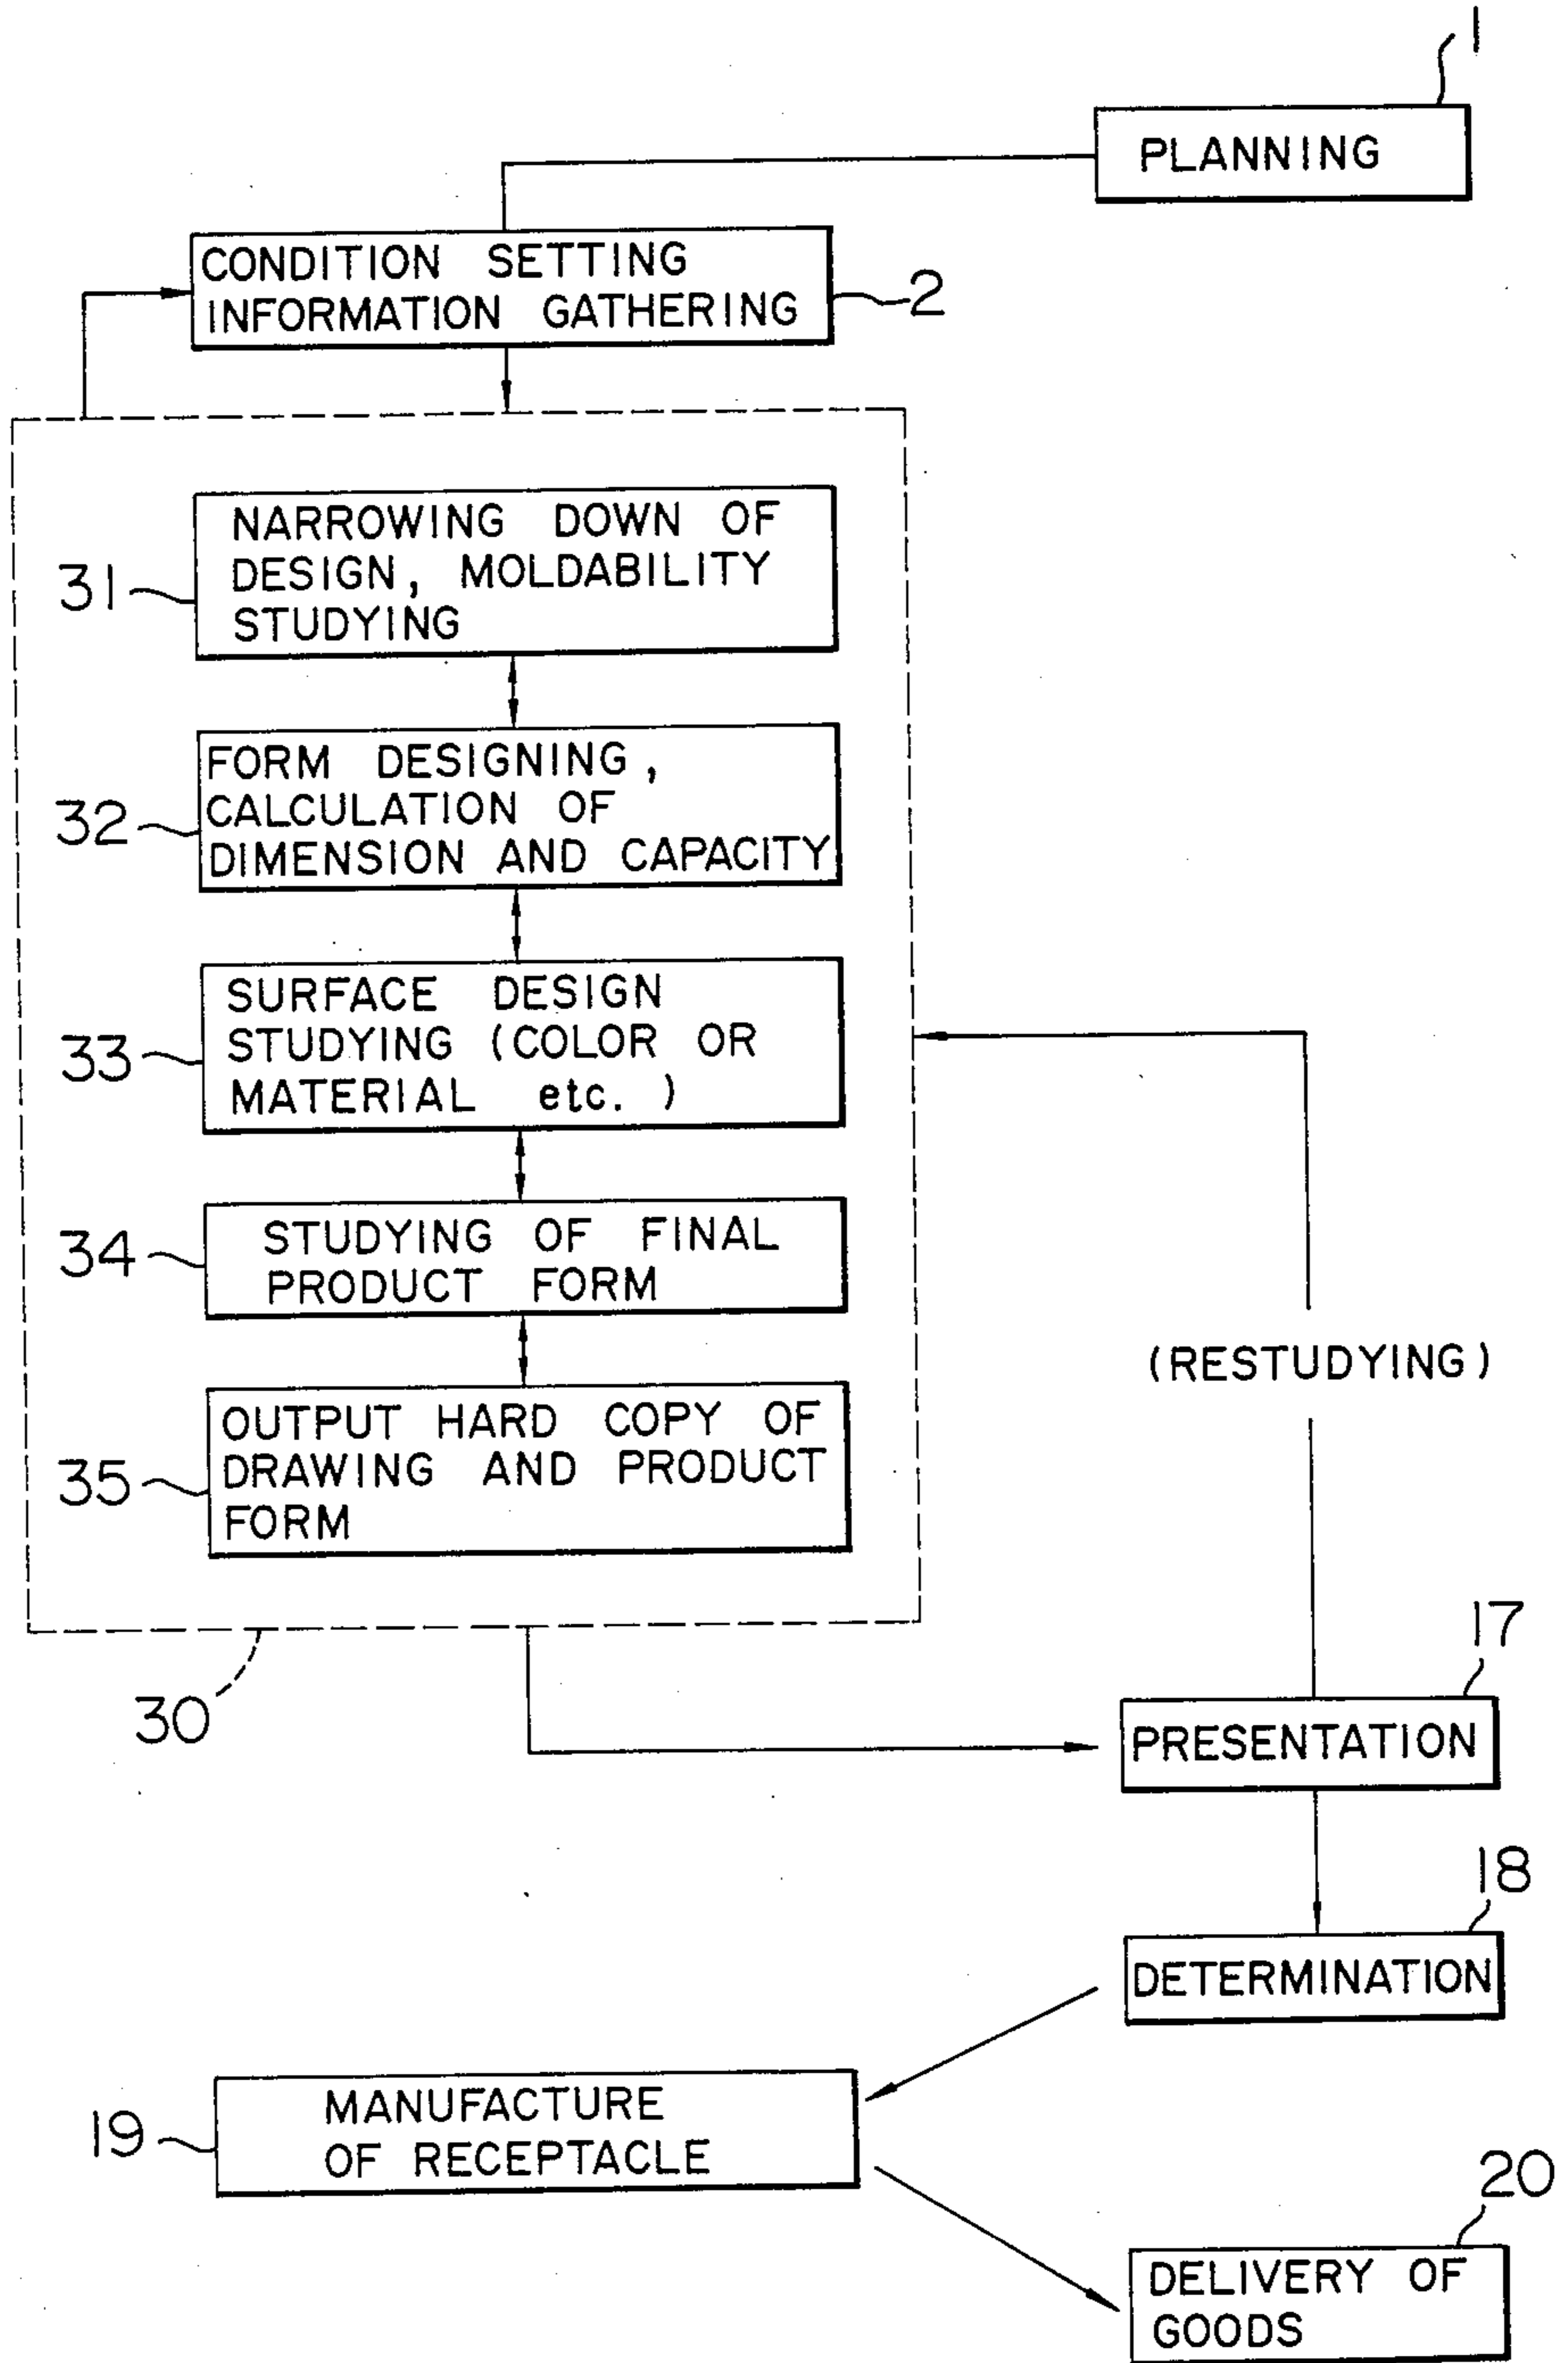 1
PLANNING
CONDITION SETTING
INFORMATION GATHERING
2
NARROWING DOWN OF
DESIGN, MOLDABILITY
STUDYING
31
FORM DESIGNING,
CALCULATION OF
DIMENSION AND CAPACITY
32
SURFACE DESIGN
STUDYING (COLOR OR
MATERIAL etc.)
33
STUDYING OF FINAL
PRODUCT FORM
34
(RESTUDYING)
OUTPUT HARD COPY OF
DRAWING AND PRODUCT
FORM
35
30
17
PRESENTATION
18
DETERMINATION
MANUFACTURE
OF RECEPTACLE
19
20
DELIVERY OF
GOODS